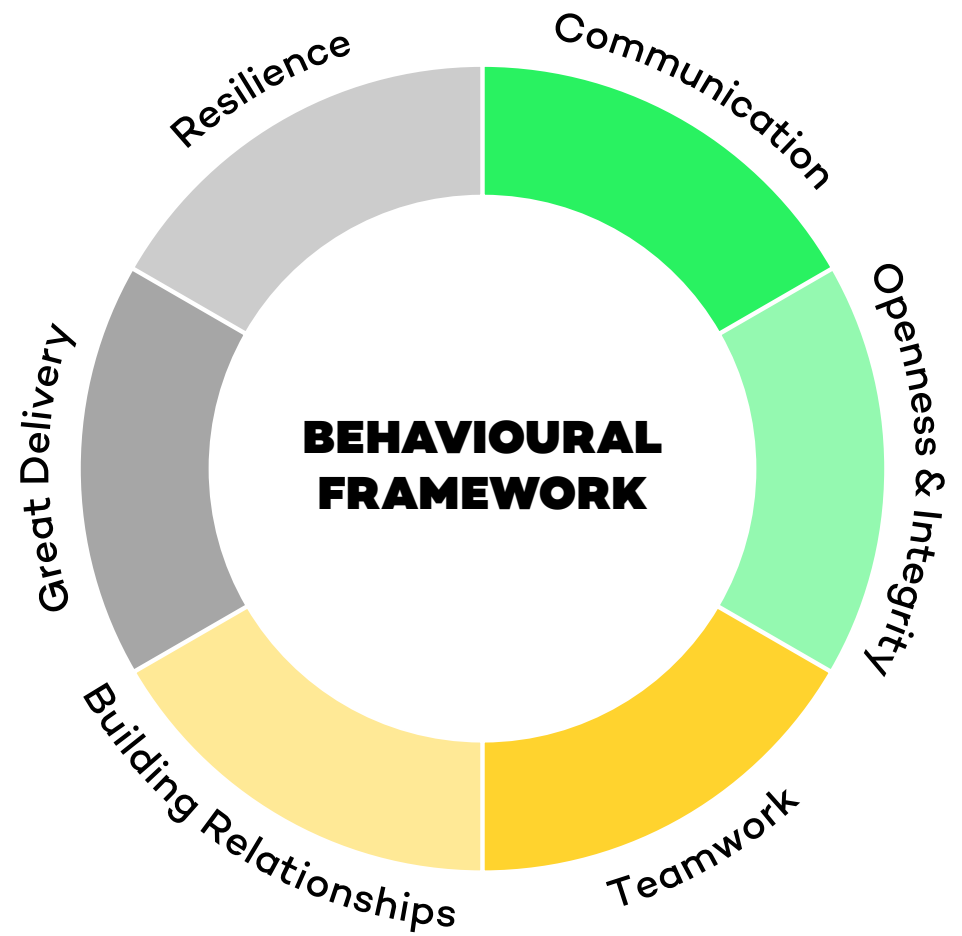 Resilience
Communication
Openness & Integrity
Teamwork
Building Relationships
Great Delivery
BEHAVIOURAL
FRAMEWORK